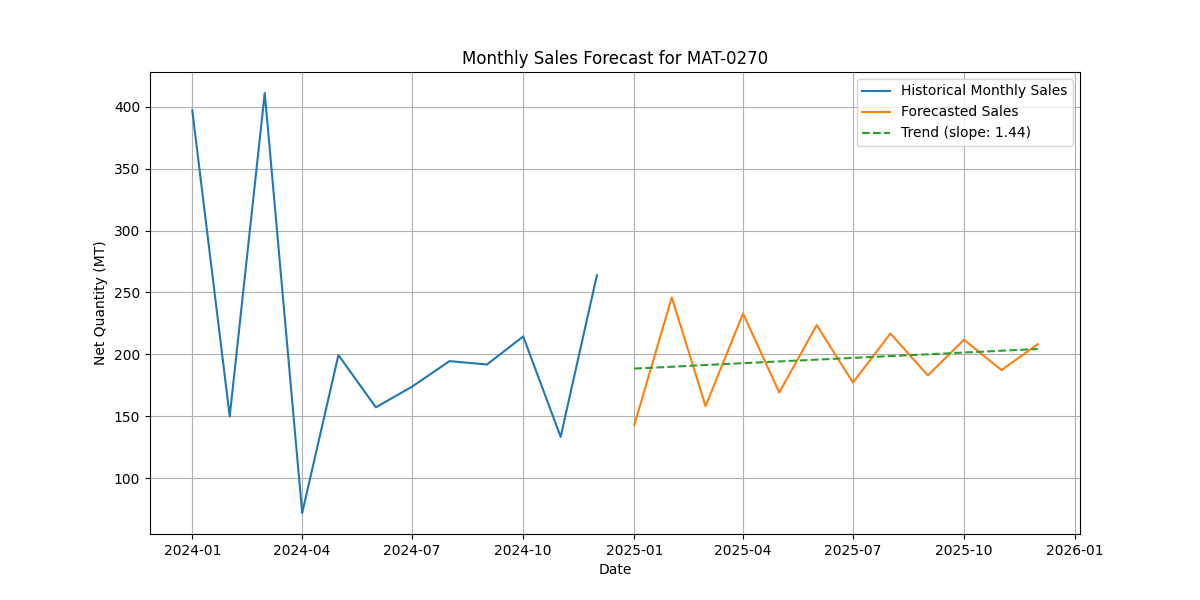 Monthly Sales Forecast for MAT-0270
Historical Monthly Sales
Forecasted Sales
Trend (slope: 1.44)
Net Quantity (MT)
400
350
300
250
200
150
100
2024-01
2024-04
2024-07
2024-10
2025-01
2025-04
2025-07
2025-10
2026-01
Date